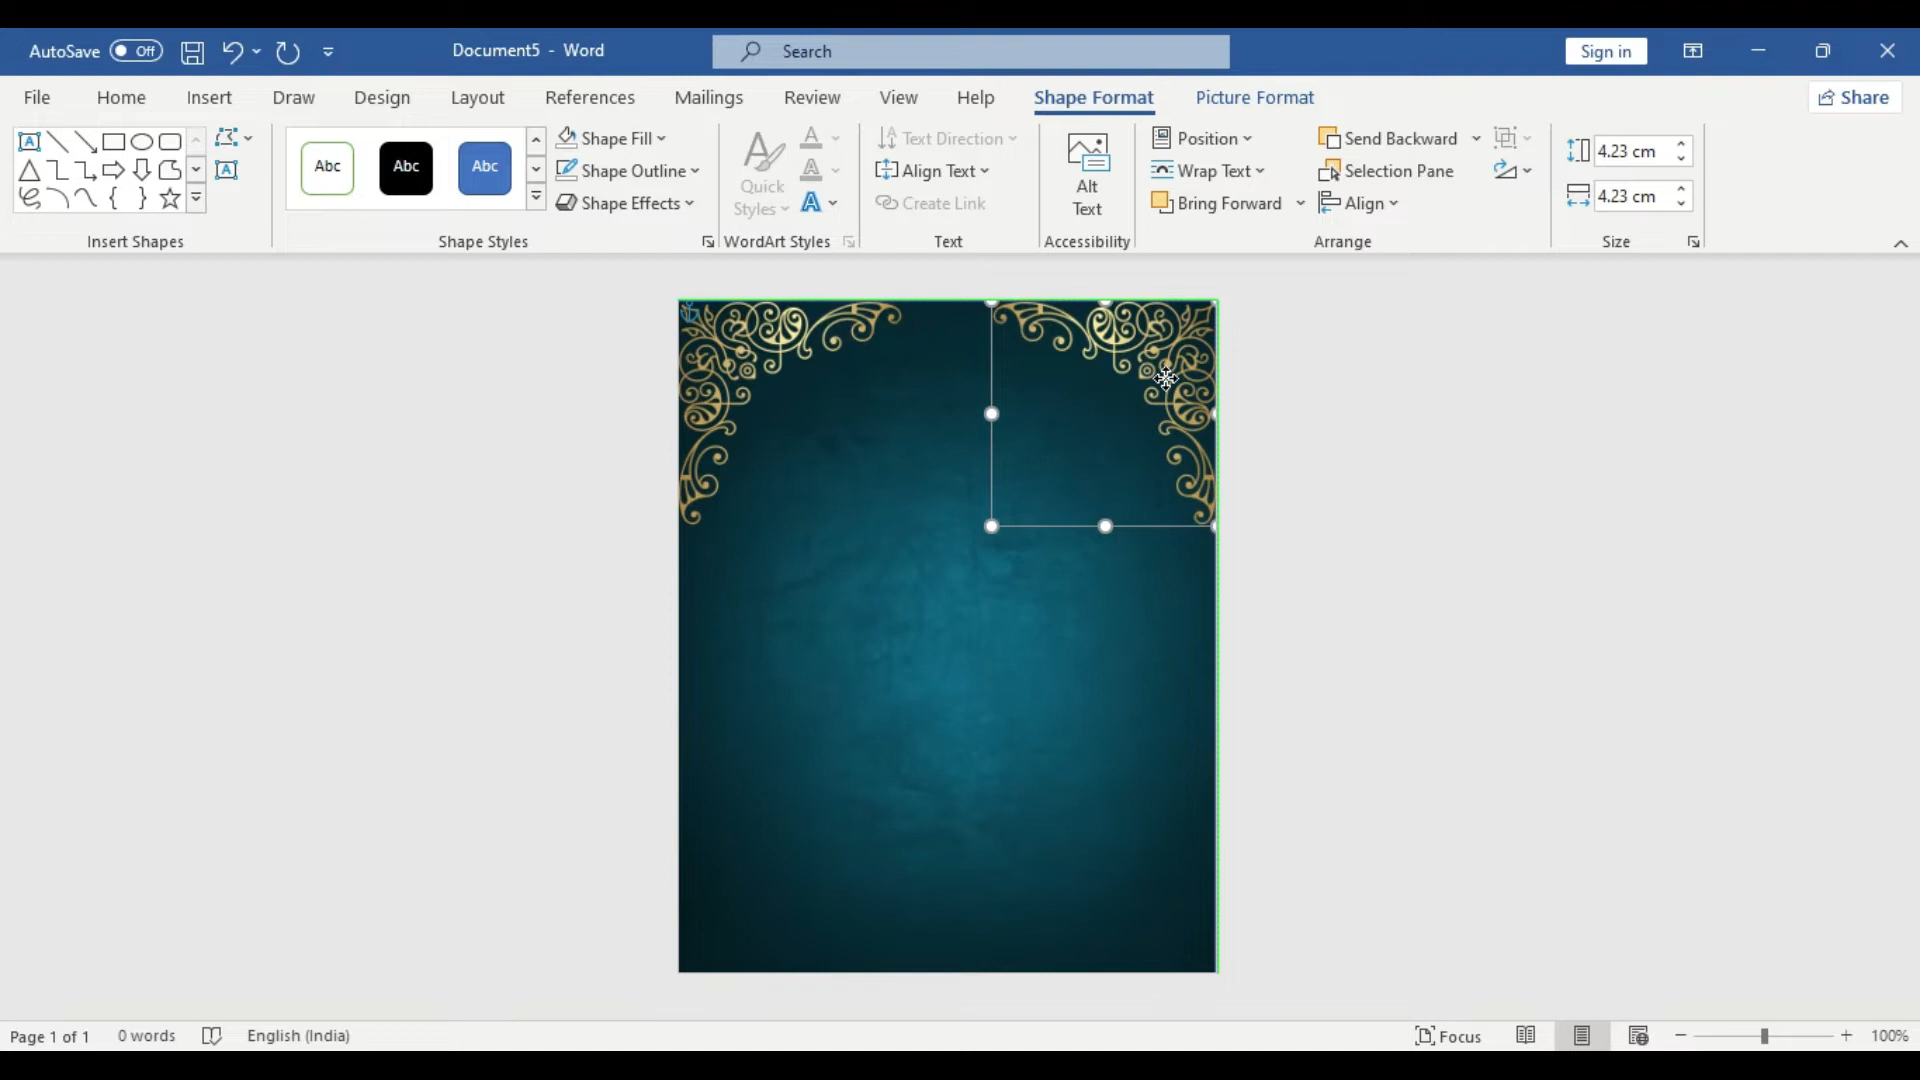 AutoSave Off Document5 - Word Search Sign in
File Home Insert Draw Design Layout References Mailings Review View Help Shape Format Picture Format Share
A
A
Insert Shapes
Abc Abc Abc
Shape Fill
Shape Outline
Shape Effects
Shape Styles
Quick
Styles
A
A
A
WordArt Styles
Text Direction
Align Text
Create Link
Text
Alt
Text
Accessibility
Position
Wrap Text
Bring Forward
Send Backward
Selection Pane
Align
Arrange
4.23 cm
4.23 cm
Size
Page 1 of 1 0 words English (India) Focus 100%